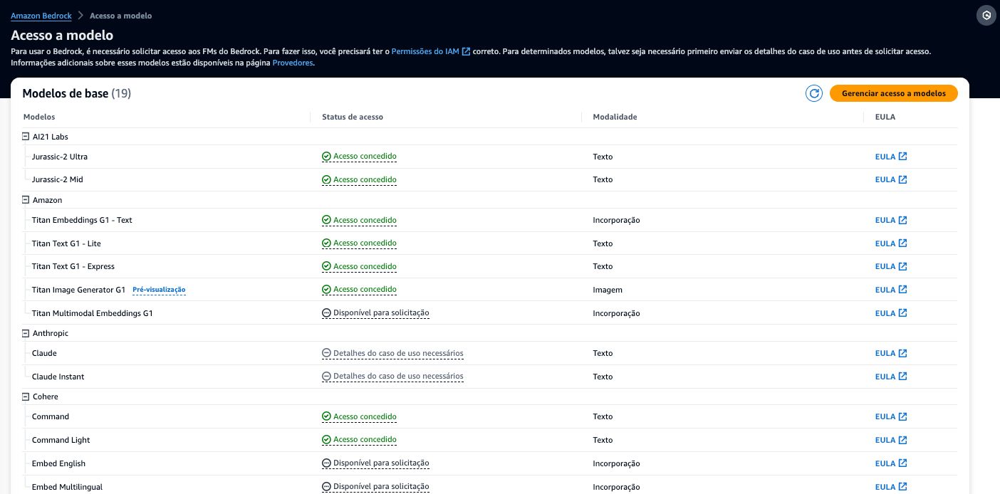 Amazon Bedrock > Acesso a modelo
Acesso a modelo
Para usar o Bedrock, é necessário solicitar acesso aos FMs do Bedrock. Para fazer isso, você precisará ter o Permissões do IAM correto. Para determinados modelos, talvez seja necessário primeiro enviar os detalhes do caso de uso antes de solicitar acesso.
Informações adicionais sobre esses modelos estão disponíveis na página Provedores.
Modelos de base (19) Gerenciar acesso a modelos
Modelos Status de acesso Modalidade EULA
AI21 Labs
Jurassic-2 Ultra Acesso concedido Texto EULA
Jurassic-2 Mid Acesso concedido Texto EULA
Amazon
Titan Embeddings G1 - Text Acesso concedido Incorporação EULA
Titan Text G1 - Lite Acesso concedido Texto EULA
Titan Text G1 - Express Acesso concedido Texto EULA
Titan Image Generator G1 Pré-visualização Acesso concedido Imagem EULA
Titan Multimodal Embeddings G1 Disponível para solicitação Incorporação EULA
Anthropic
Claude Detalhes do caso de uso necessários Texto EULA
Claude Instant Detalhes do caso de uso necessários Texto EULA
Cohere
Command Acesso concedido Texto EULA
Command Light Acesso concedido Texto EULA
Embed English Disponível para solicitação Incorporação EULA
Embed Multilingual Disponível para solicitação Incorporação EULA